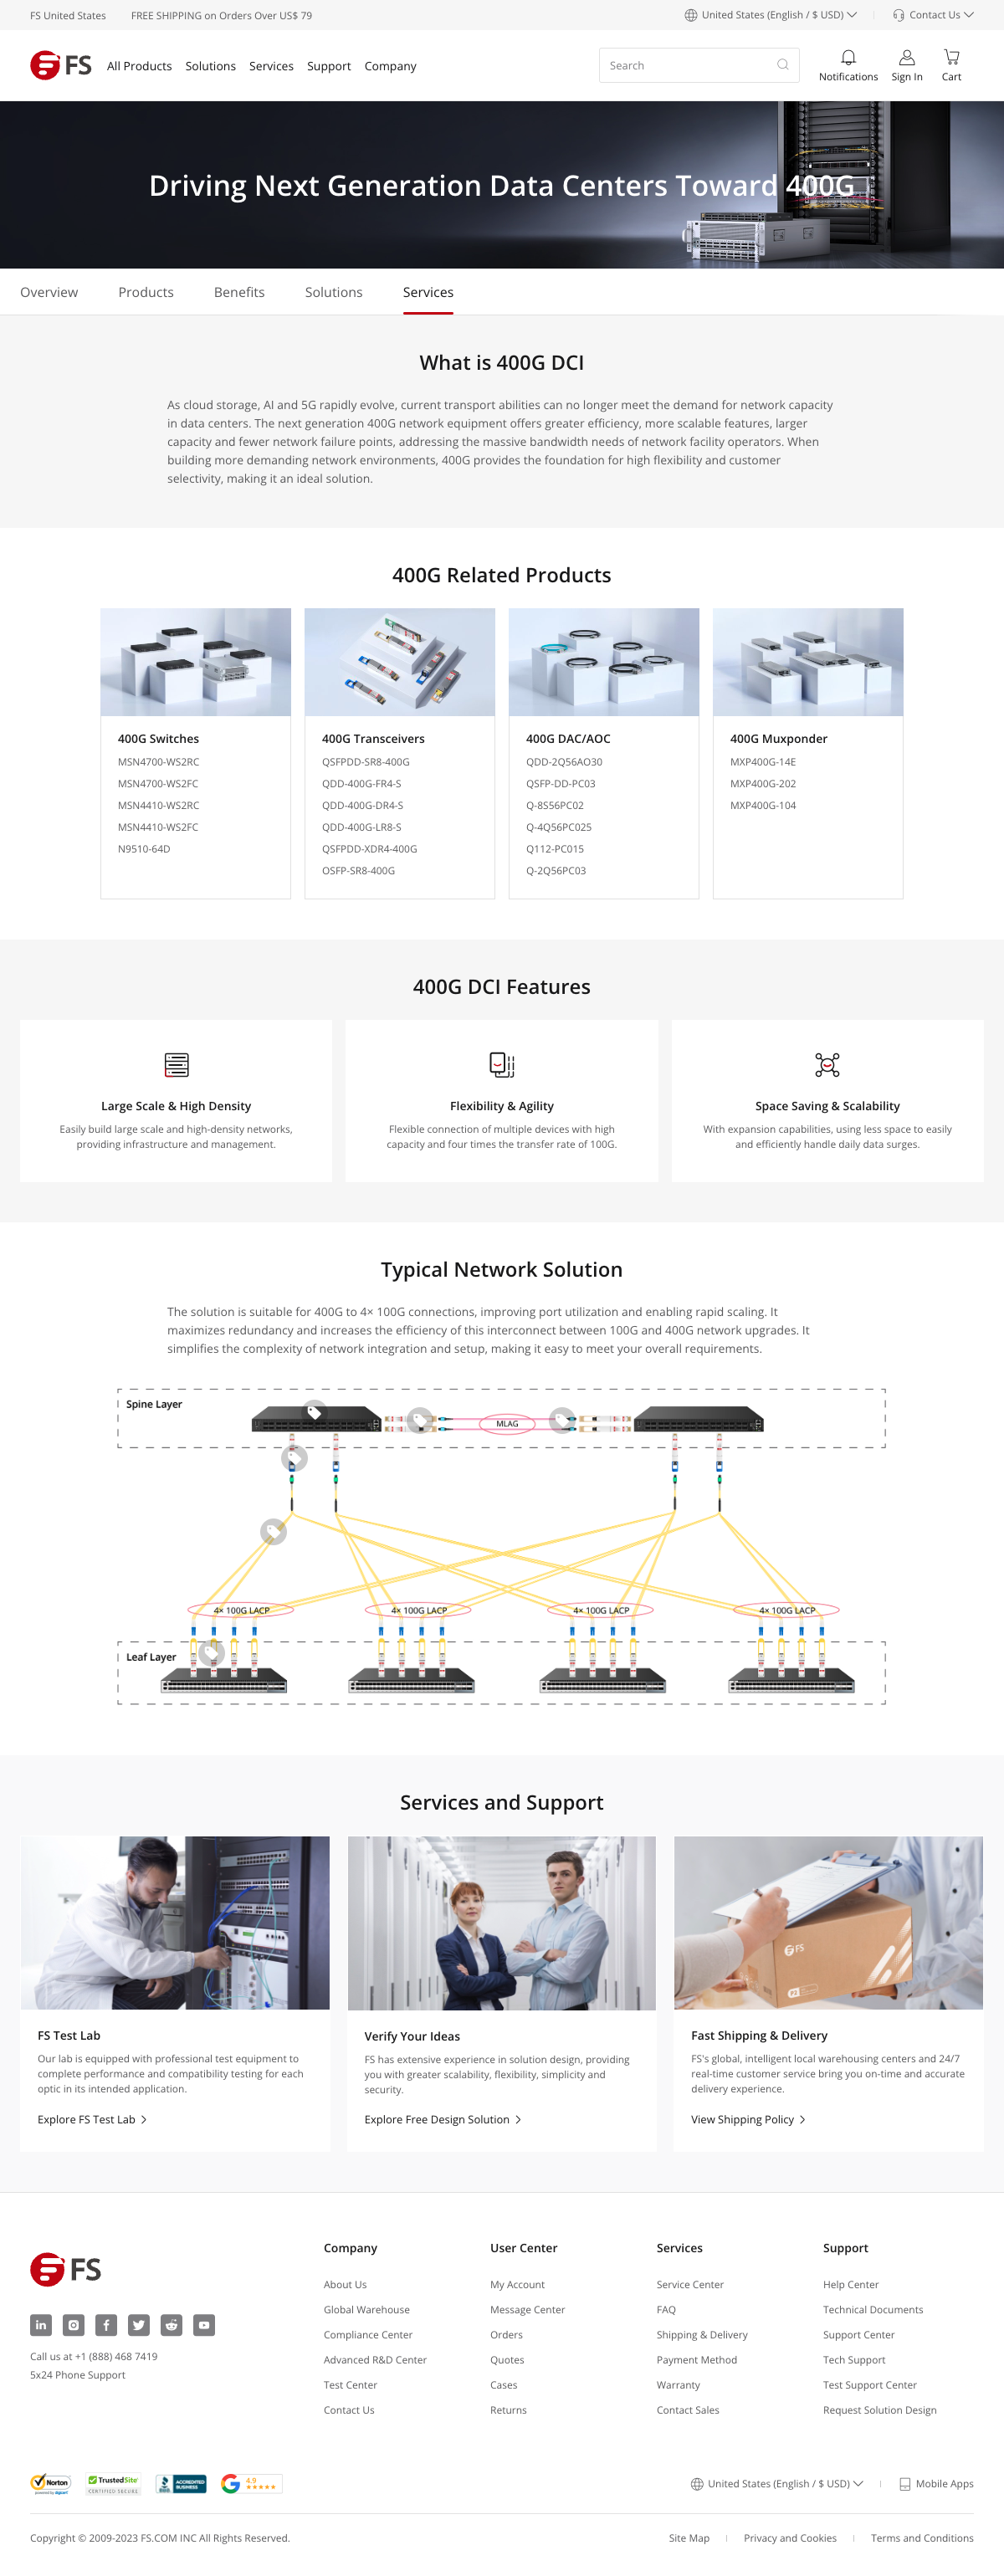 FS United States
FREE SHIPPING on Orders Over US$ 79
United States (English / $ USD)
Contact Us
FS
All Products
Solutions
Services
Support
Company
Search
Notifications
Sign In
Cart
Driving Next Generation Data Centers Toward 400G
Overview
Products
Benefits
Solutions
Services
What is 400G DCI
As cloud storage, AI and 5G rapidly evolve, current transport abilities can no longer meet the demand for network capacity
in data centers. The next generation 400G network equipment offers greater efficiency, more scalable features, larger
capacity and fewer network failure points, addressing the massive bandwidth needs of network facility operators. When
building more demanding network environments, 400G provides the foundation for high flexibility and customer
selectivity, making it an ideal solution.
400G Related Products
400G Switches
MSN4700-WS2RC
MSN4700-WS2FC
MSN4410-WS2RC
MSN4410-WS2FC
N9510-64D
400G Transceivers
QSFPDD-SR8-400G
QDD-400G-FR4-S
QDD-400G-DR4-S
QDD-400G-LR8-S
QSFPDD-XDR4-400G
OSFP-SR8-400G
400G DAC/AOC
QDD-2Q56AO30
QSFP-DD-PC03
Q-8S56PC02
Q-4Q56PC025
Q112-PC015
Q-2Q56PC03
400G Muxponder
MXP400G-14E
MXP400G-202
MXP400G-104
400G DCI Features
Large Scale & High Density
Easily build large scale and high-density networks,
providing infrastructure and management.
Flexibility & Agility
Flexible connection of multiple devices with high
capacity and four times the transfer rate of 100G.
Space Saving & Scalability
With expansion capabilities, using less space to easily
and efficiently handle daily data surges.
Typical Network Solution
The solution is suitable for 400G to 4× 100G connections, improving port utilization and enabling rapid scaling. It
maximizes redundancy and increases the efficiency of this interconnect between 100G and 400G network upgrades. It
simplifies the complexity of network integration and setup, making it easy to meet your overall requirements.
Spine Layer
MLAG
4× 100G LACP
4× 100G LACP
4× 100G LACP
4× 100G LACP
Leaf Layer
Services and Support
FS
FS Test Lab
Our lab is equipped with professional test equipment to
complete performance and compatibility testing for each
optic in its intended application.
Explore FS Test Lab
Verify Your Ideas
FS has extensive experience in solution design, providing
you with greater scalability, flexibility, simplicity and
security.
Explore Free Design Solution
Fast Shipping & Delivery
FS's global, intelligent local warehousing centers and 24/7
real-time customer service bring you on-time and accurate
delivery experience.
View Shipping Policy
FS
Call us at +1 (888) 468 7419
5x24 Phone Support
Company
About Us
Global Warehouse
Compliance Center
Advanced R&D Center
Test Center
Contact Us
User Center
My Account
Message Center
Orders
Quotes
Cases
Returns
Services
Service Center
FAQ
Shipping & Delivery
Payment Method
Warranty
Contact Sales
Support
Help Center
Technical Documents
Support Center
Tech Support
Test Support Center
Request Solution Design
Norton
powered by digicert
TrustedSite
CERTIFIED SECURE
BBB
ACCREDITED
BUSINESS
G
4.9
United States (English / $ USD)
Mobile Apps
Copyright © 2009-2023 FS.COM INC All Rights Reserved.
Site Map
Privacy and Cookies
Terms and Conditions